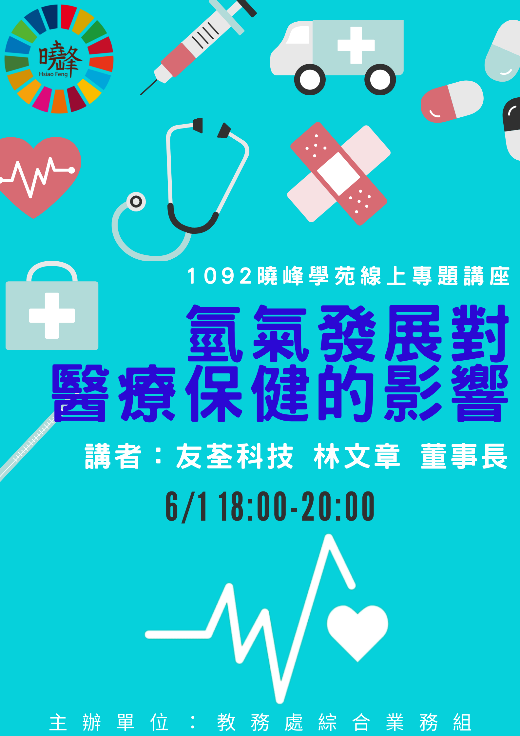 曉峰
Hsiao Feng
1092曉峰學苑線上專題講座
氫氣發展對
醫療保健的影響
講者：友荃科技 林文章 董事長
6/1 18:00-20:00
主辦單位：教務處綜合業務組